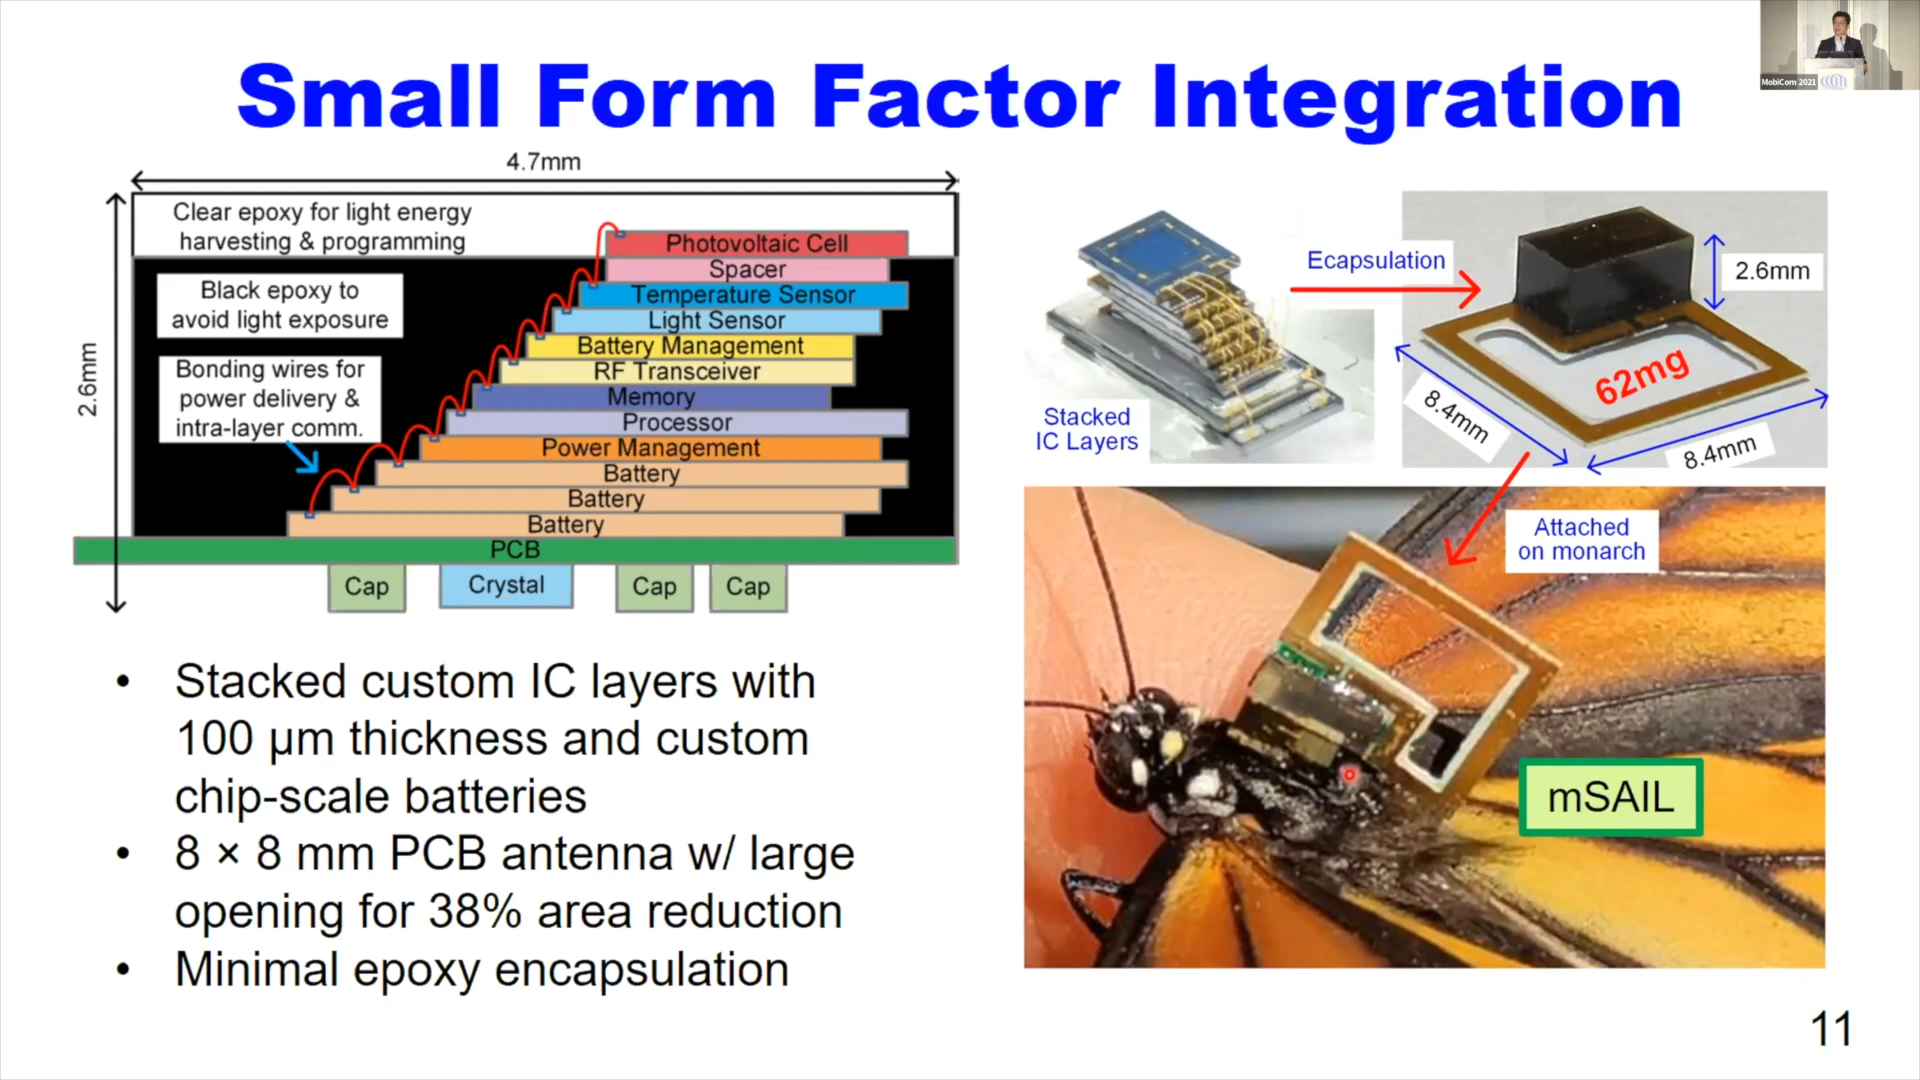 MobiCom 2021
Small Form Factor Integration
4.7mm
2.6mm
Clear epoxy for light energy
harvesting & programming
Black epoxy to
avoid light exposure
Bonding wires for
power delivery &
intra-layer comm.
Photovoltaic Cell
Spacer
Temperature Sensor
Light Sensor
Battery Management
RF Transceiver
Memory
Processor
Power Management
Battery
Battery
Battery
PCB
Cap
Crystal
Cap
Cap
Stacked
IC Layers
Ecapsulation
2.6mm
62mg
8.4mm
8.4mm
Attached
on monarch
mSAIL
• Stacked custom IC layers with
100 µm thickness and custom
chip-scale batteries
• 8 × 8 mm PCB antenna w/ large
opening for 38% area reduction
• Minimal epoxy encapsulation
11